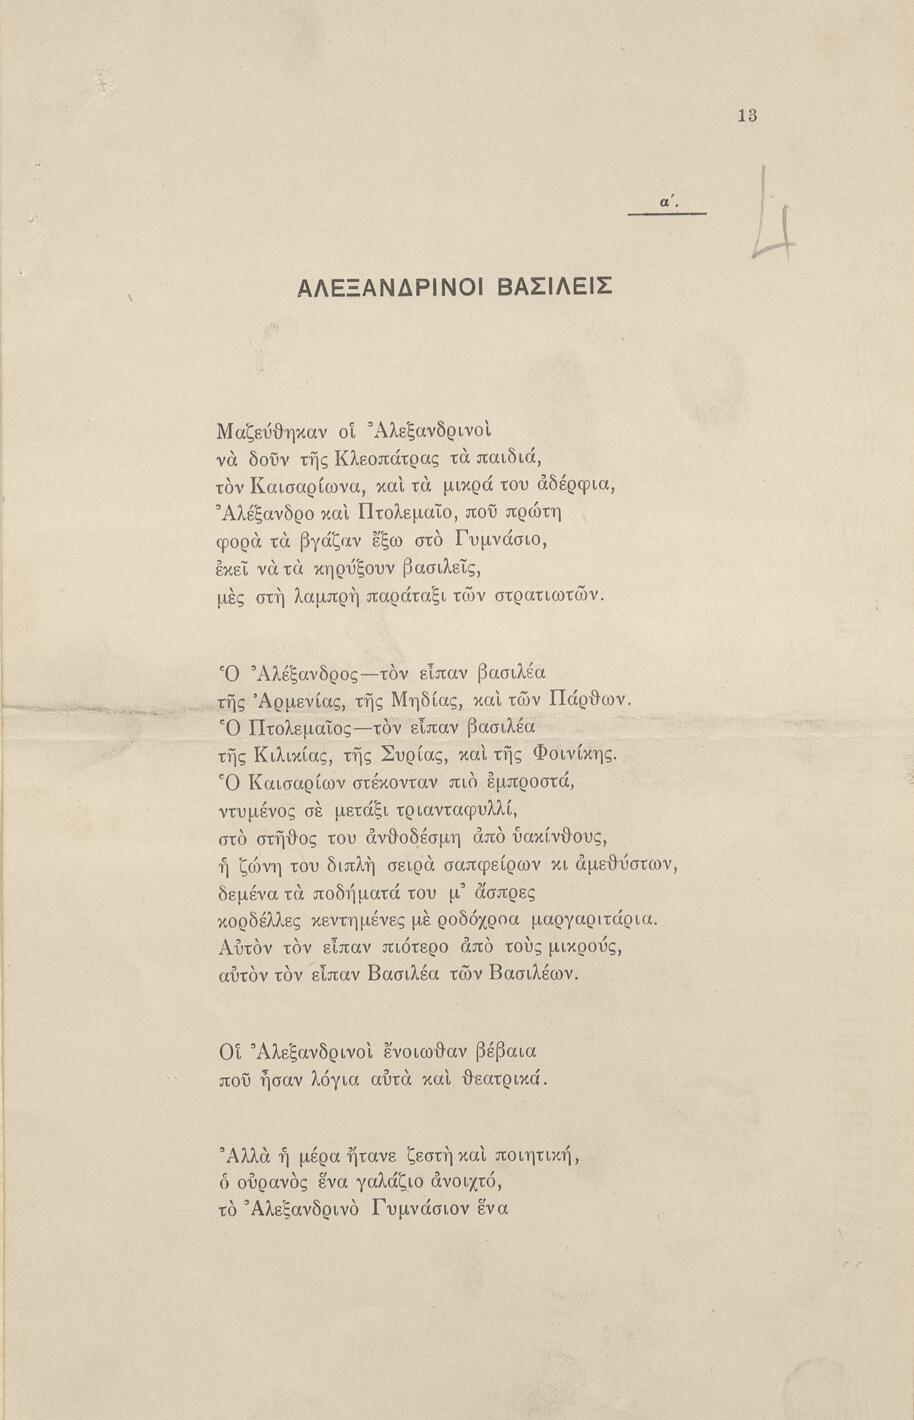 13
α΄.
4
ΑΛΕΞΑΝΔΡΙΝΟΙ ΒΑΣΙΛΕΙΣ
Μαζεύθηκαν οἱ Ἀλεξανδρινοὶ
νὰ δοῦν τῆς Κλεοπάτρας τὰ παιδιά,
τὸν Καισαρίωνα, καὶ τὰ μικρά του ἀδέρφια,
Ἀλέξανδρο καὶ Πτολεμαῖο, ποῦ πρώτη
φορὰ τὰ βγάζαν ἔξω στὸ Γυμνάσιο,
ἐκεῖ νὰ τὰ κηρύξουν βασιλεῖς,
μὲς στὴ λαμπρὴ παράταξι τῶν στρατιωτῶν.
Ὁ Ἀλέξανδρος—τὸν εἶπαν βασιλέα
τῆς Ἀρμενίας, τῆς Μηδίας, καὶ τῶν Πάρθων.
Ὁ Πτολεμαῖος—τὸν εἶπαν βασιλέα
τῆς Κιλικίας, τῆς Συρίας, καὶ τῆς Φοινίκης.
Ὁ Καισαρίων στέκονταν πιὸ ἐμπροστά,
ντυμένος σὲ μετάξι τριανταφυλλί,
στὸ στῆθος του ἀνθοδέσμη ἀπὸ ὑακίνθους,
ἡ ζώνη του διπλὴ σειρὰ σαπφείρων κι ἀμεθύστων,
δεμένα τὰ ποδήματά του μ’ ἄσπρες
κορδέλλες κεντημένες μὲ ροδόχροα μαργαριτάρια.
Αὐτὸν τὸν εἶπαν πιότερο ἀπὸ τοὺς μικρούς,
αὐτὸν τὸν εἶπαν Βασιλέα τῶν Βασιλέων.
Οἱ Ἀλεξανδρινοὶ ἔνοιωθαν βέβαια
ποῦ ἦσαν λόγια αὐτὰ καὶ θεατρικά.
Ἀλλὰ ἡ μέρα ἤτανε ζεστὴ καὶ ποιητική,
ὁ οὐρανὸς ἕνα γαλάζιο ἀνοιχτό,
τὸ Ἀλεξανδρινὸ Γυμνάσιον ἕνα